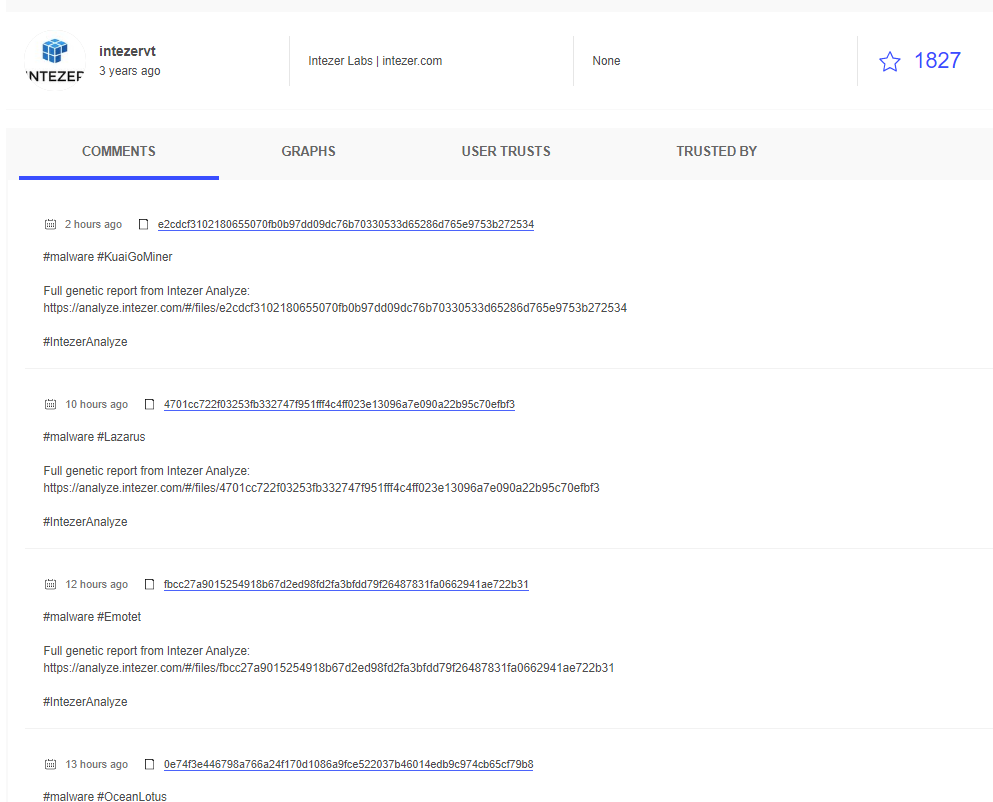 INTEZER
intezervt
3 years ago
Intezer Labs | intezer.com
None
1827
COMMENTS
GRAPHS
USER TRUSTS
TRUSTED BY
2 hours ago e2cdcf3102180655070fb0b97dd09dc76b70330533d65286d765e9753b272534
#malware #KuaiGoMiner
Full genetic report from Intezer Analyze:
https://analyze.intezer.com/#/files/e2cdcf3102180655070fb0b97dd09dc76b70330533d65286d765e9753b272534
#IntezerAnalyze
10 hours ago 4701cc722f03253fb332747f951fff4c4ff023e13096a7e090a22b95c70efbf3
#malware #Lazarus
Full genetic report from Intezer Analyze:
https://analyze.intezer.com/#/files/4701cc722f03253fb332747f951fff4c4ff023e13096a7e090a22b95c70efbf3
#IntezerAnalyze
12 hours ago fbcc27a9015254918b67d2ed98fd2fa3bfdd79f26487831fa0662941ae722b31
#malware #Emotet
Full genetic report from Intezer Analyze:
https://analyze.intezer.com/#/files/fbcc27a9015254918b67d2ed98fd2fa3bfdd79f26487831fa0662941ae722b31
#IntezerAnalyze
13 hours ago 0e74f3e446798a766a24f170d1086a9fce522037b46014edb9c974cb65cf79b8
#malware #OceanLotus